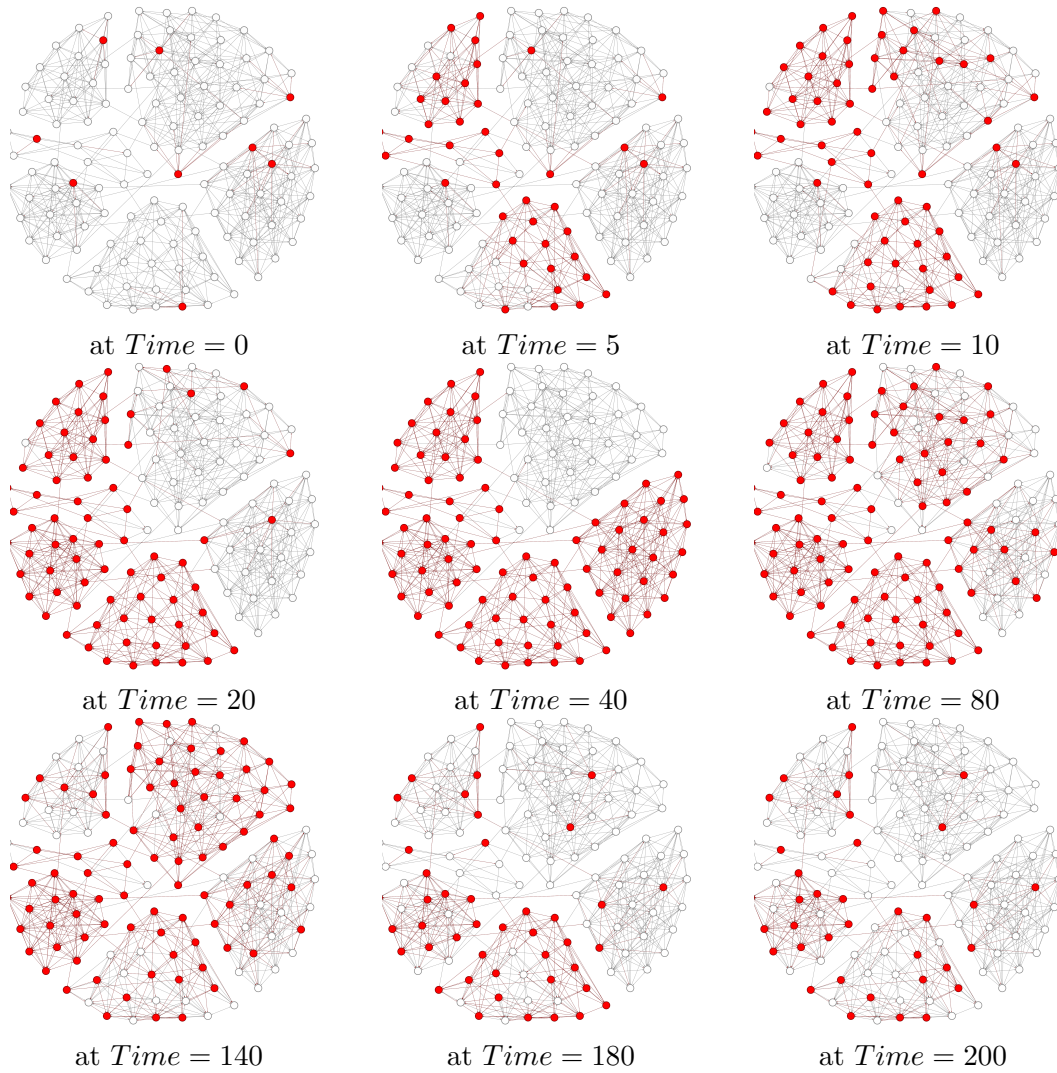 at Time = 0
at Time = 5
at Time = 10
at Time = 20
at Time = 40
at Time = 80
at Time = 140
at Time = 180
at Time = 200